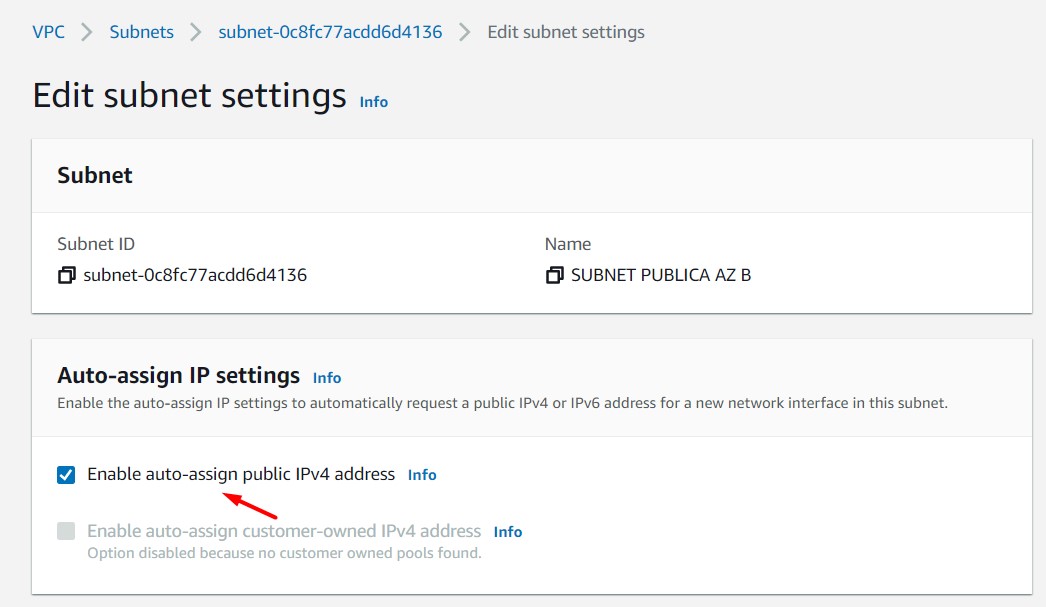 VPC > Subnets > subnet-0c8fc77acdd6d4136 > Edit subnet settings
Edit subnet settings Info
Subnet
Subnet ID Name
subnet-0c8fc77acdd6d4136 SUBNET PUBLICA AZ B
Auto-assign IP settings Info
Enable the auto-assign IP settings to automatically request a public IPv4 or IPv6 address for a new network interface in this subnet.
Enable auto-assign public IPv4 address Info
Enable auto-assign customer-owned IPv4 address Info
Option disabled because no customer owned pools found.